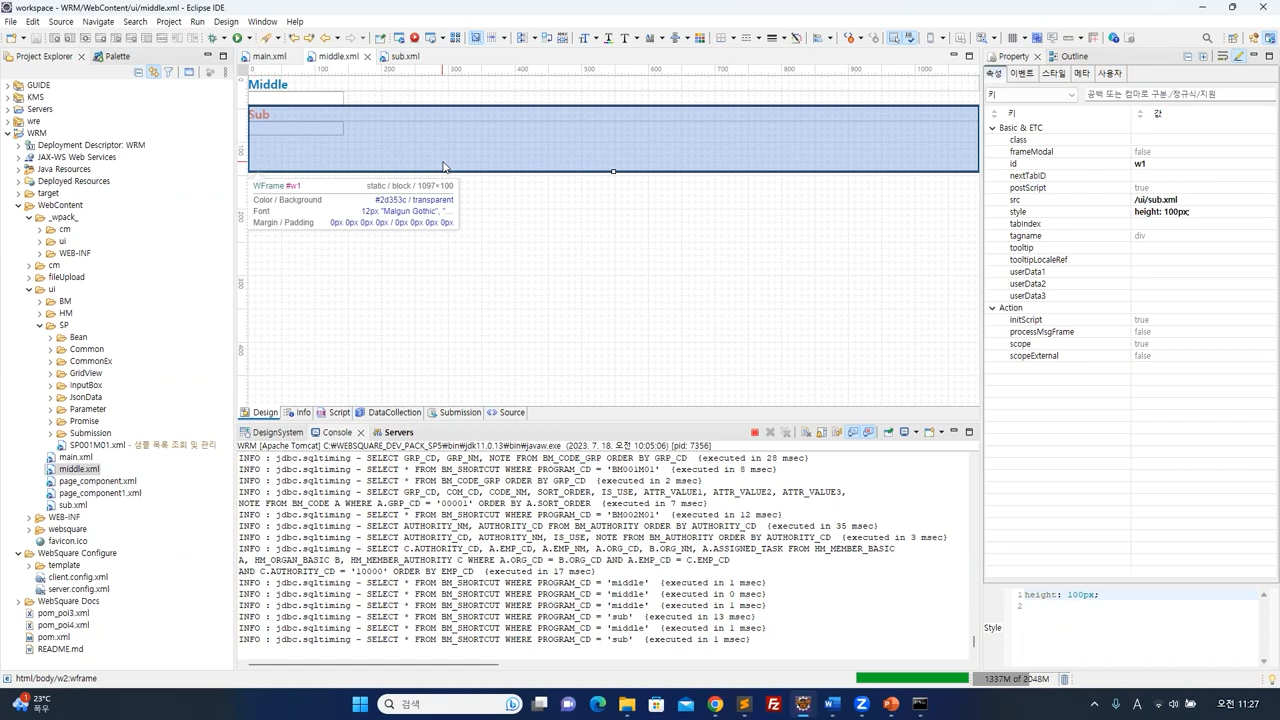 workspace - WRM/WebContent/ui/middle.xml - Eclipse IDE
File Edit Source Navigate Search Project Run Design Window Help
Project Explorer Palette
main.xml middle.xml sub.xml
Property Outline
0 100 200 300 400 500 600 700 800 900 1000
0 100 200 300 400
속성 이벤트 스타일 메타 사용자
키 공백 또는 컴마로 구분./정규식/지원
키 값
Basic & ETC
class
frameModal false
id w1
nextTabID
postScript true
src /ui/sub.xml
style height: 100px;
tabIndex
tagname div
tooltip
tooltipLocaleRef
userData1
userData2
userData3
Action
initScript true
processMsgFrame false
scope true
scopeExternal false
1 height: 100px;
2
Style
GUIDE
KMS
Servers
wre
WRM
Deployment Descriptor: WRM
JAX-WS Web Services
Java Resources
Deployed Resources
target
WebContent
_wpack_
cm
ui
WEB-INF
cm
fileUpload
ui
BM
HM
SP
Bean
Common
CommonEx
GridView
InputBox
JsonData
Parameter
Promise
Submission
SP001M01.xml - 샘플 목록 조회 및 관리
main.xml
middle.xml
page_component.xml
page_component1.xml
sub.xml
WEB-INF
websquare
favicon.ico
WebSquare Configure
template
client.config.xml
server.config.xml
WebSquare Docs
pom_poi3.xml
pom_poi4.xml
pom.xml
README.md
Middle
Sub
WFrame #w1 static / block / 1097×100
Color / Background #2d353c / transparent
Font 12px "Malgun Gothic", "...
Margin / Padding 0px 0px 0px 0px / 0px 0px 0px 0px
Design Info Script DataCollection Submission Source
DesignSystem Console Servers
WRM [Apache Tomcat] C:\WEBSQUARE_DEV_PACK_SP5\bin\jdk11.0.13\bin\javaw.exe (2023. 7. 18. 오전 10:05:06) [pid: 7356]
INFO : jdbc.sqltiming - SELECT GRP_CD, GRP_NM, NOTE FROM BM_CODE_GRP ORDER BY GRP_CD {executed in 28 msec}
INFO : jdbc.sqltiming - SELECT * FROM BM_SHORTCUT WHERE PROGRAM_CD = 'BM001M01' {executed in 8 msec}
INFO : jdbc.sqltiming - SELECT * FROM BM_CODE_GRP ORDER BY GRP_CD {executed in 2 msec}
INFO : jdbc.sqltiming - SELECT GRP_CD, COM_CD, CODE_NM, SORT_ORDER, IS_USE, ATTR_VALUE1, ATTR_VALUE2, ATTR_VALUE3,
NOTE FROM BM_CODE A WHERE A.GRP_CD = '00001' ORDER BY A.SORT_ORDER {executed in 7 msec}
INFO : jdbc.sqltiming - SELECT * FROM BM_SHORTCUT WHERE PROGRAM_CD = 'BM002M01' {executed in 12 msec}
INFO : jdbc.sqltiming - SELECT AUTHORITY_NM, AUTHORITY_CD FROM BM_AUTHORITY ORDER BY AUTHORITY_CD {executed in 35 msec}
INFO : jdbc.sqltiming - SELECT AUTHORITY_CD, AUTHORITY_NM, IS_USE, NOTE FROM BM_AUTHORITY ORDER BY AUTHORITY_CD {executed in 3 msec}
INFO : jdbc.sqltiming - SELECT C.AUTHORITY_CD, A.EMP_CD, A.EMP_NM, A.ORG_CD, B.ORG_NM, A.ASSIGNED_TASK FROM HM_MEMBER_BASIC
A, HM_ORGAN_BASIC B, HM_MEMBER_AUTHORITY C WHERE A.ORG_CD = B.ORG_CD AND A.EMP_CD = C.EMP_CD
AND C.AUTHORITY_CD = '10000' ORDER BY EMP_CD {executed in 17 msec}
INFO : jdbc.sqltiming - SELECT * FROM BM_SHORTCUT WHERE PROGRAM_CD = 'middle' {executed in 1 msec}
INFO : jdbc.sqltiming - SELECT * FROM BM_SHORTCUT WHERE PROGRAM_CD = 'middle' {executed in 0 msec}
INFO : jdbc.sqltiming - SELECT * FROM BM_SHORTCUT WHERE PROGRAM_CD = 'middle' {executed in 1 msec}
INFO : jdbc.sqltiming - SELECT * FROM BM_SHORTCUT WHERE PROGRAM_CD = 'sub' {executed in 13 msec}
INFO : jdbc.sqltiming - SELECT * FROM BM_SHORTCUT WHERE PROGRAM_CD = 'middle' {executed in 1 msec}
INFO : jdbc.sqltiming - SELECT * FROM BM_SHORTCUT WHERE PROGRAM_CD = 'sub' {executed in 1 msec}
html/body/w2:wframe
1337M of 2048M
23°C
폭우
검색
A
오전 11:27